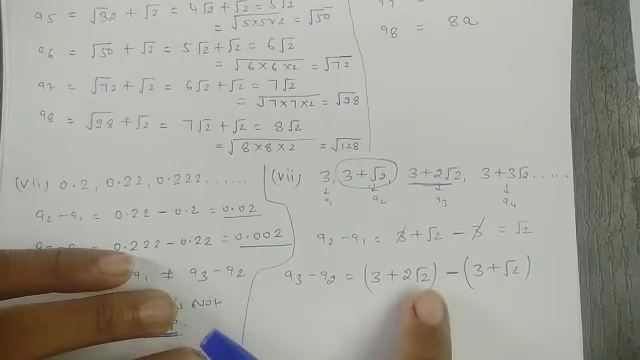 a5 = √32 + √2 = 4√2 + √2 = 5√2
= √5×5×2 = √50
a6 = √50 + √2 = 5√2 + √2 = 6√2
= √6×6×2 = √72
a7 = √72 + √2 = 6√2 + √2 = 7√2
= √7×7×2 = √98
a8 = √98 + √2 = 7√2 + √2 = 8√2
= √8×8×2 = √128
a8 = 8a
(vii) 0.2, 0.22, 0.222 ......
a2 - a1 = 0.22 - 0.2 = 0.02
0.222 - 0.22 = 0.002
a1 ≠ a3 - a2
is Not
(vii) 3, 3+√2, 3+2√2, 3+3√2, .....
a1 a2 a3 a4
a2 - a1 = 3 + √2 - 3 = √2
a3 - a2 = (3 + 2√2) - (3 + √2)